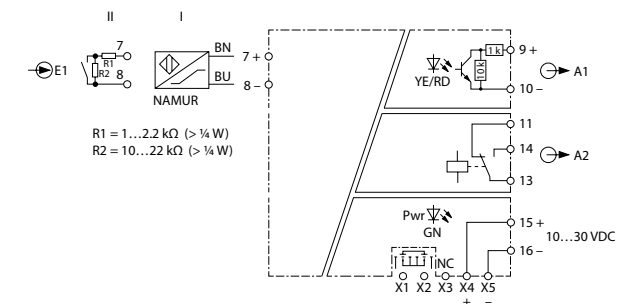 II I
E1
7
R1
R2
8
BN
BU
NAMUR
7 +
8 –
R1 = 1…2.2 kΩ (> ¼ W)
R2 = 10…22 kΩ (> ¼ W)
YE/RD
1 k
10 k
9 +
10 –
A1
11
14
13
A2
Pwr
GN
15 +
16 –
10…30 VDC
NC
X1 X2 X3 X4 X5
+ –